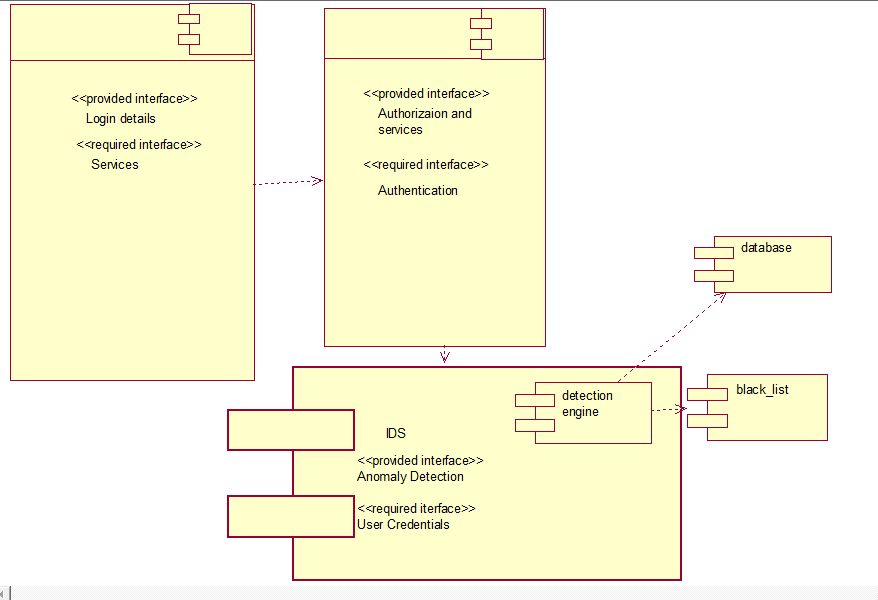 <<provided interface>>
Login details
<<required interface>>
Services
<<provided interface>>
Authorizaion and
services
<<required interface>>
Authentication
database
black_list
detection
engine
IDS
<<provided interface>>
Anomaly Detection
<<required iterface>>
User Credentials